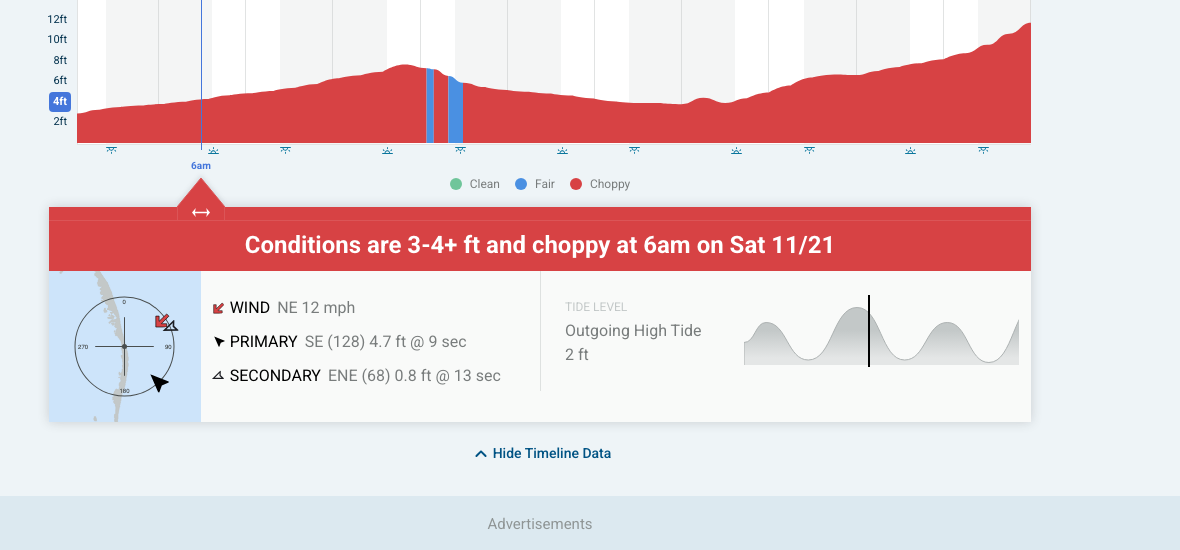 12ft
10ft
8ft
6ft
4ft
2ft
6am
Clean Fair Choppy
Conditions are 3-4+ ft and choppy at 6am on Sat 11/21
0
270
90
180
WIND NE 12 mph
PRIMARY SE (128) 4.7 ft @ 9 sec
SECONDARY ENE (68) 0.8 ft @ 13 sec
TIDE LEVEL
Outgoing High Tide
2 ft
Hide Timeline Data
Advertisements